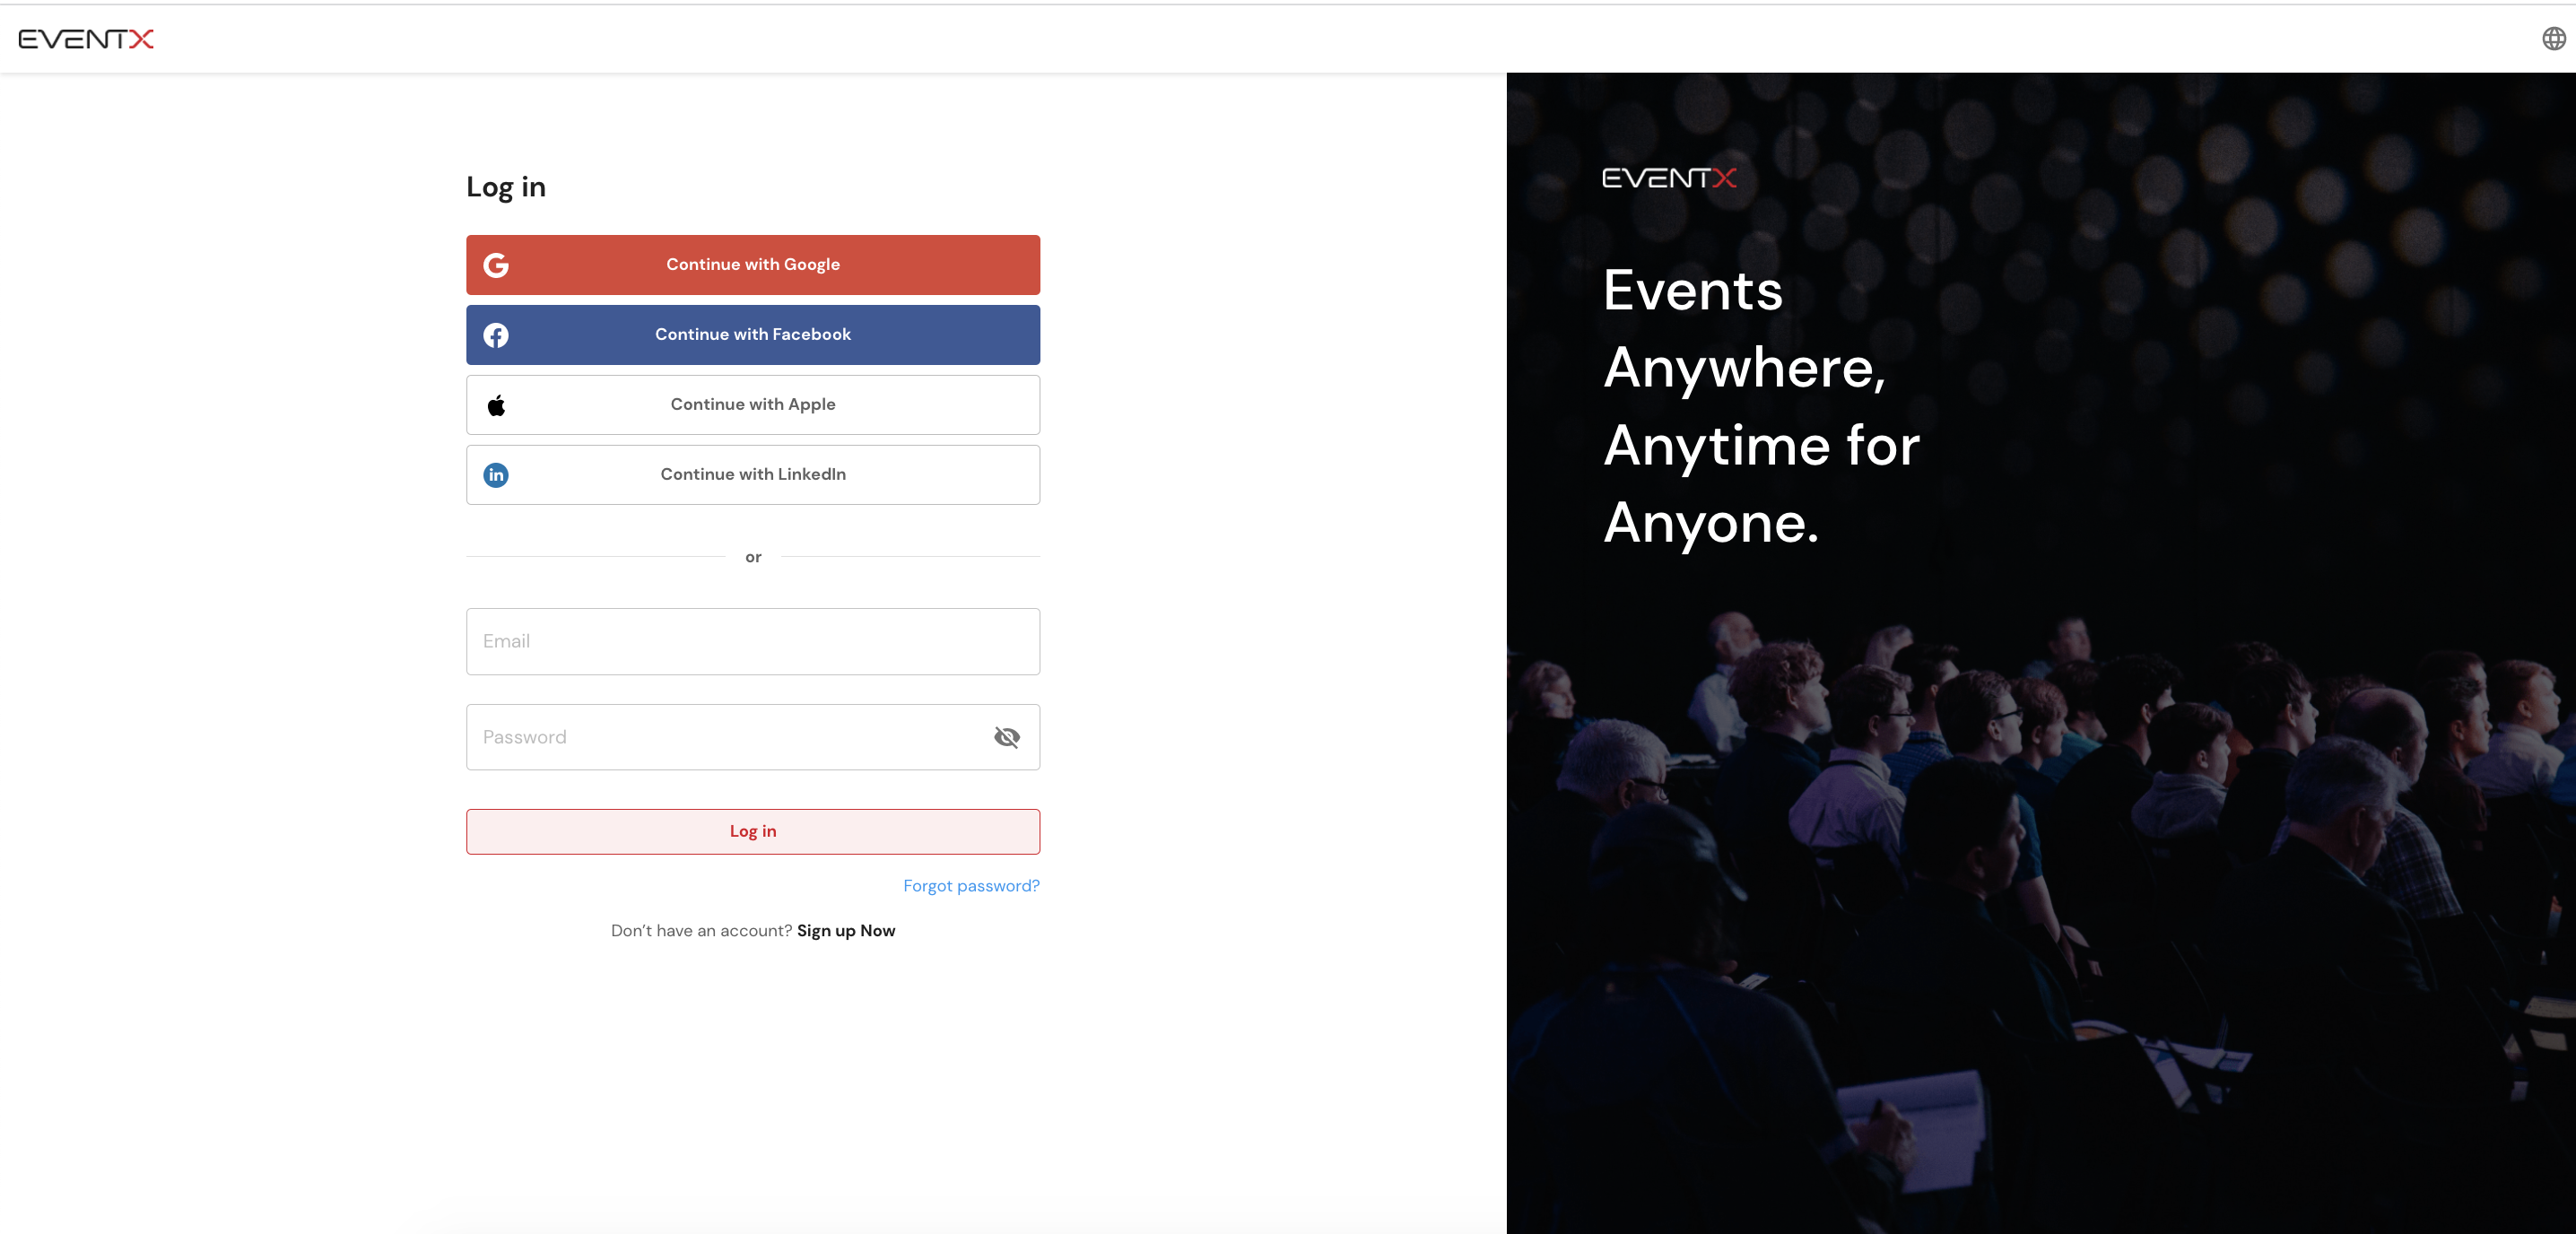 EVENTX
Log in
Continue with Google
Continue with Facebook
Continue with Apple
Continue with LinkedIn
or
Email
Password
Log in
Forgot password?
Don’t have an account? Sign up Now
EVENTX
Events
Anywhere,
Anytime for
Anyone.